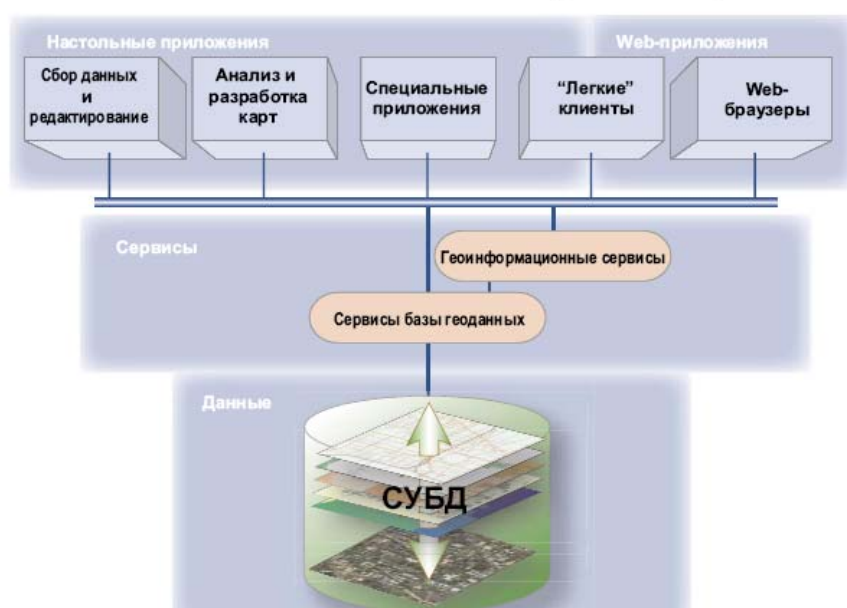 Настольные приложения
Web-приложения
Сбор данных
и
редактирование
Анализ и
разработка
карт
Специальные
приложения
“Легкие”
клиенты
Web-
браузеры
Сервисы
Геоинформационные сервисы
Сервисы базы геоданных
Данные
СУБД